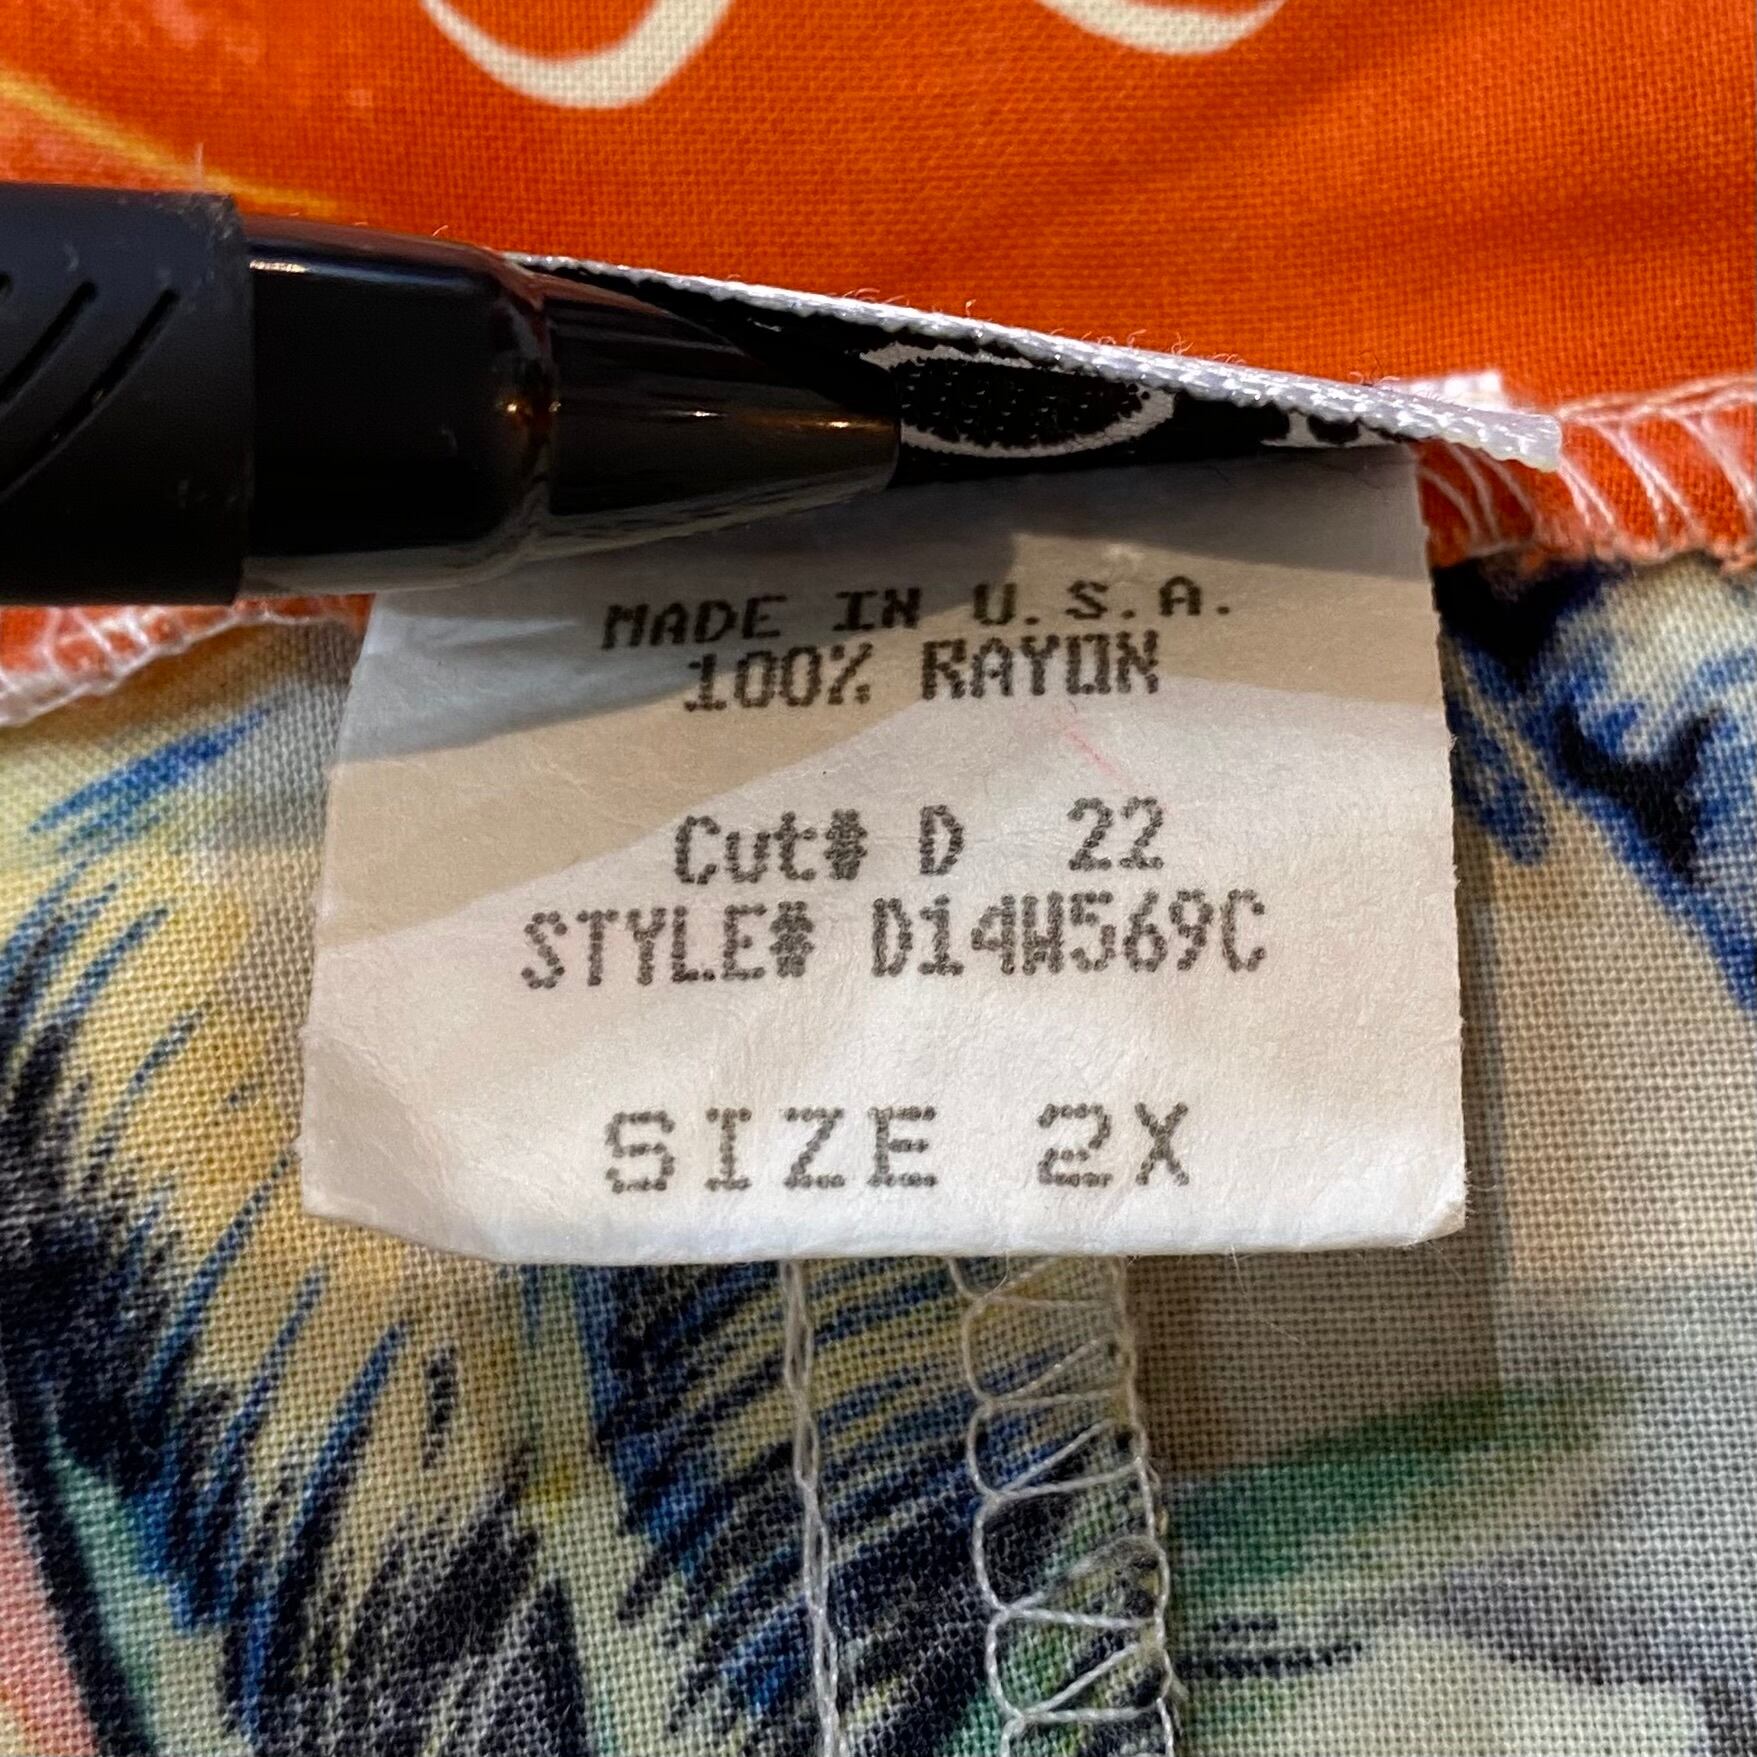 MADE IN U.S.A.
100% RAYON
Cut# D 22
STYLE# D14W569C
SIZE 2X